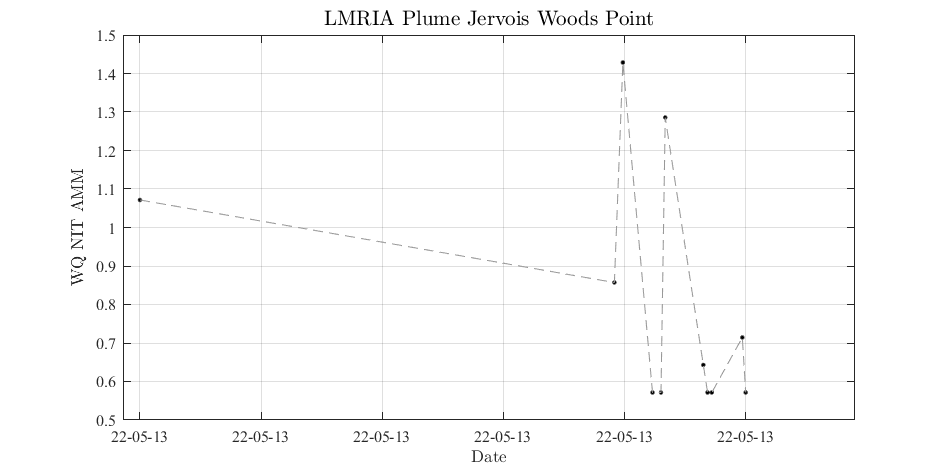 LMRIA Plume Jervois Woods Point
1.5
1.4
1.3
1.2
1.1
1
0.9
0.8
0.7
0.6
0.5
WQ NIT AMM
22-05-13 22-05-13 22-05-13 22-05-13 22-05-13 22-05-13
Date